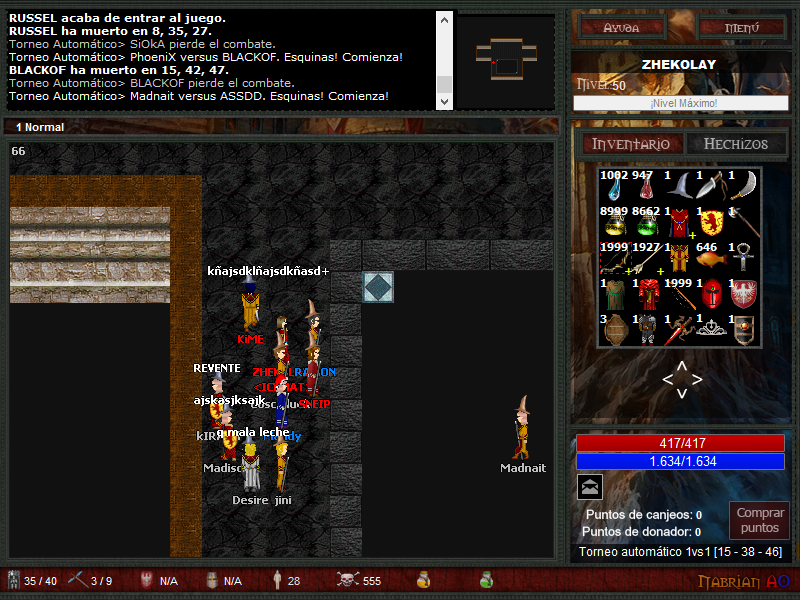 RUSSEL acaba de entrar al juego.
RUSSEL ha muerto en 8, 35, 27.
Torneo Automático> SiOkA pierde el combate.
Torneo Automático> PhoeniX versus BLACKOF. Esquinas! Comienza!
BLACKOF ha muerto en 15, 42, 47.
Torneo Automático> BLACKOF pierde el combate.
Torneo Automático> Madnait versus ASSDD. Esquinas! Comienza!
Ayuda
Menú
ZHEKOLAY
Nivel: 50
¡Nivel Máximo!
1 Normal
66
Inventario
Hechizos
1002 947 1 1 1
8999 8662 1 1 1
1999 1927 1 646 1
1 1 1999 1 1
3 1 1 1 1
kñajsdklñajsdkñasd+
KiME
REVENTE
ajskasjksajk
g mala leche
Madnait
Desire jini
417/417
1.634/1.634
Puntos de canjeos: 0
Puntos de donador: 0
Comprar puntos
Torneo automático 1vs1 [15 - 38 - 46]
35 / 40
3 / 9
N/A
N/A
28
555
Nabrian AO